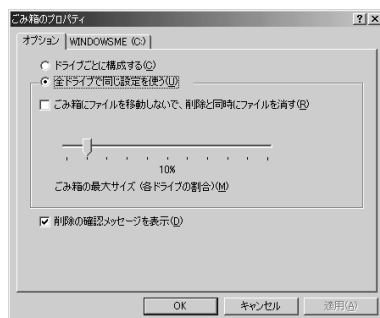 ごみ箱のプロパティ
オプション WINDOWSME (C:)
ドライブごとに構成する(C)
全ドライブで同じ設定を使う(U)
ごみ箱にファイルを移動しないで、削除と同時にファイルを消す(R)
10%
ごみ箱の最大サイズ (各ドライブの割合)(M)
削除の確認メッセージを表示(D)
OK キャンセル 適用(A)